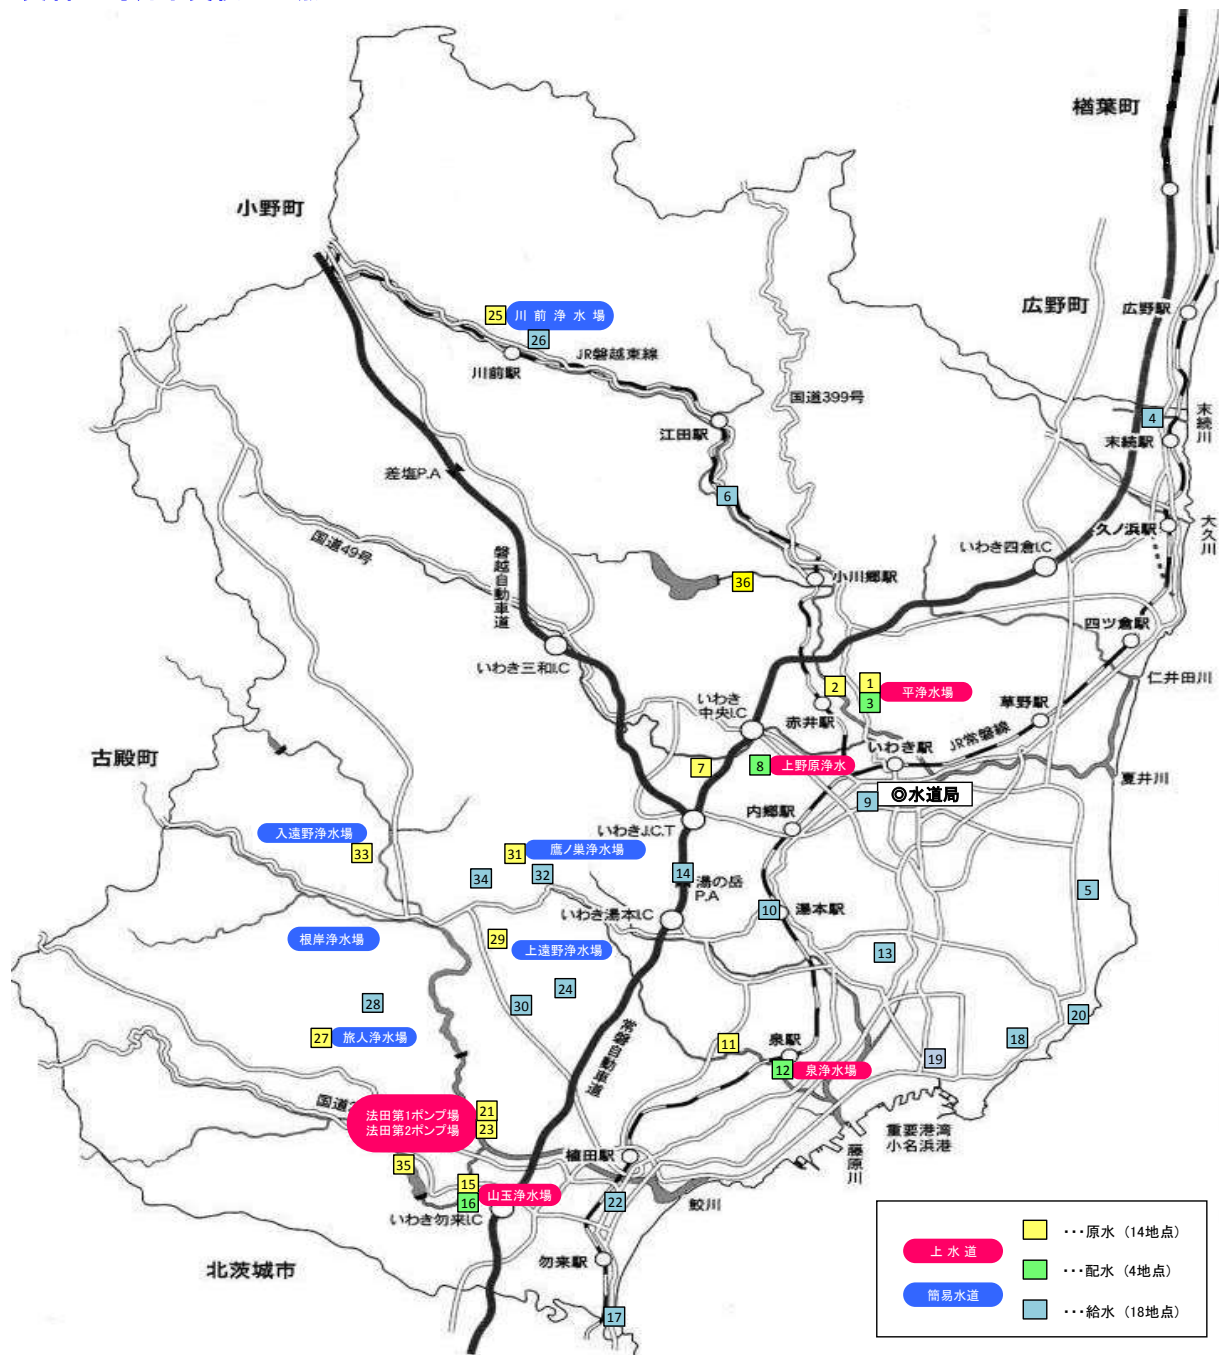 楢葉町
小野町
広野町
広野駅
25
川前浄水場
26
JR磐越東線
川前駅
国道399号
4
末続川
末続駅
江田駅
差塩P.A
6
国道49号
磐越自動車道
いわき四倉I.C
久ノ浜駅
大久川
小川郷駅
36
四ツ倉駅
いわき三和I.C
仁井田川
1
2
3
平浄水場
いわき
中央I.C
赤井駅
草野駅
JR常磐線
いわき駅
古殿町
7
8
上野原浄水
夏井川
◎水道局
9
内郷駅
いわきJ.C.T
入遠野浄水場
33
31
鷹ノ巣浄水場
32
34
14
湯の岳
P.A
5
いわき湯本I.C
10
湯本駅
根岸浄水場
29
上遠野浄水場
13
24
28
30
20
常磐自動車道
27
旅人浄水場
11
泉駅
18
19
12
泉浄水場
国道
法田第1ポンプ場
法田第2ポンプ場
21
23
重要港湾
小名浜港
藤原川
35
植田駅
15
16
山玉浄水場
22
鮫川
いわき勿来I.C
北茨城市
勿来駅
17
上水道
簡易水道
・・・原水（14地点）
・・・配水（4地点）
・・・給水（18地点）